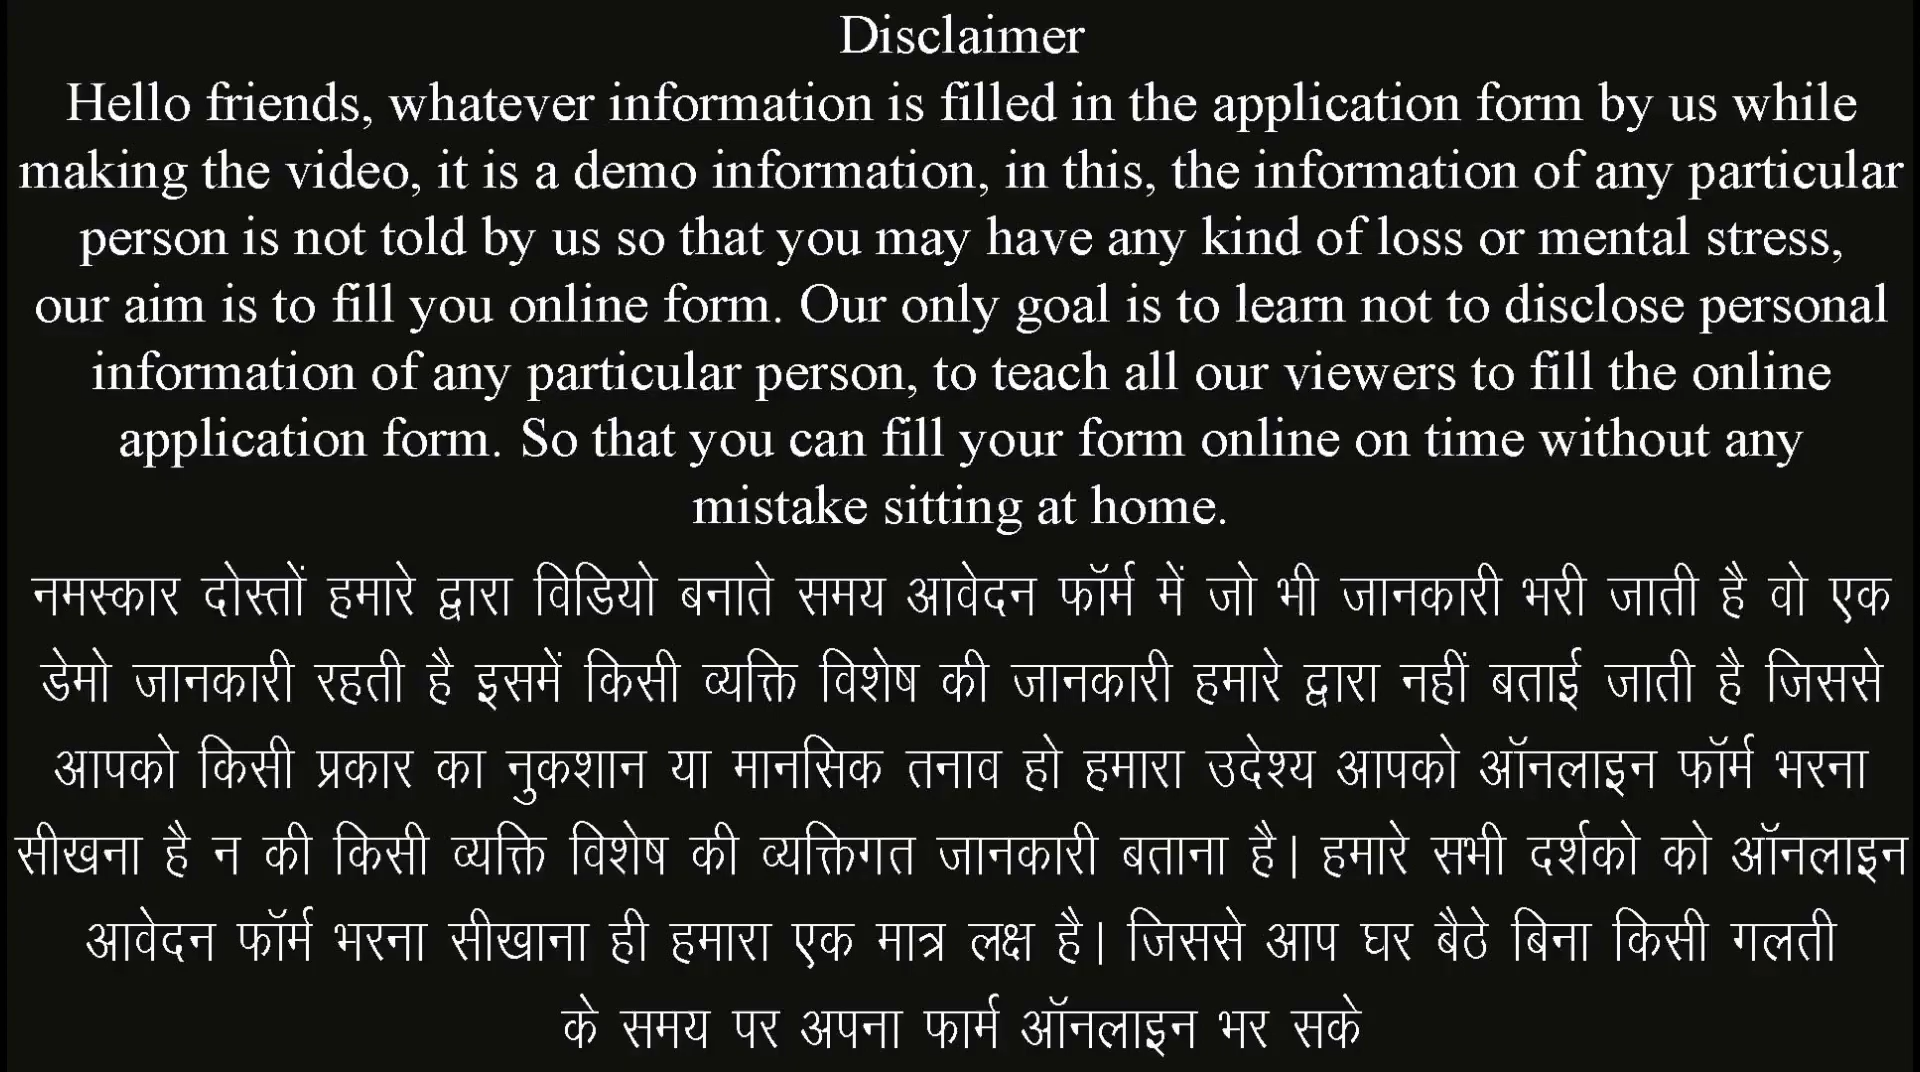 Disclaimer
Hello friends, whatever information is filled in the application form by us while
making the video, it is a demo information, in this, the information of any particular
person is not told by us so that you may have any kind of loss or mental stress,
our aim is to fill you online form. Our only goal is to learn not to disclose personal
information of any particular person, to teach all our viewers to fill the online
application form. So that you can fill your form online on time without any
mistake sitting at home.
नमस्कार दोस्तों हमारे द्वारा विडियो बनाते समय आवेदन फॉर्म में जो भी जानकारी भरी जाती है वो एक
डेमो जानकारी रहती है इसमें किसी व्यक्ति विशेष की जानकारी हमारे द्वारा नहीं बताई जाती है जिससे
आपको किसी प्रकार का नुकशान या मानसिक तनाव हो हमारा उदेश्य आपको ऑनलाइन फॉर्म भरना
सीखना है न की किसी व्यक्ति विशेष की व्यक्तिगत जानकारी बताना है| हमारे सभी दर्शको को ऑनलाइन
आवेदन फॉर्म भरना सीखाना ही हमारा एक मात्र लक्ष है| जिससे आप घर बैठे बिना किसी गलती
के समय पर अपना फार्म ऑनलाइन भर सके